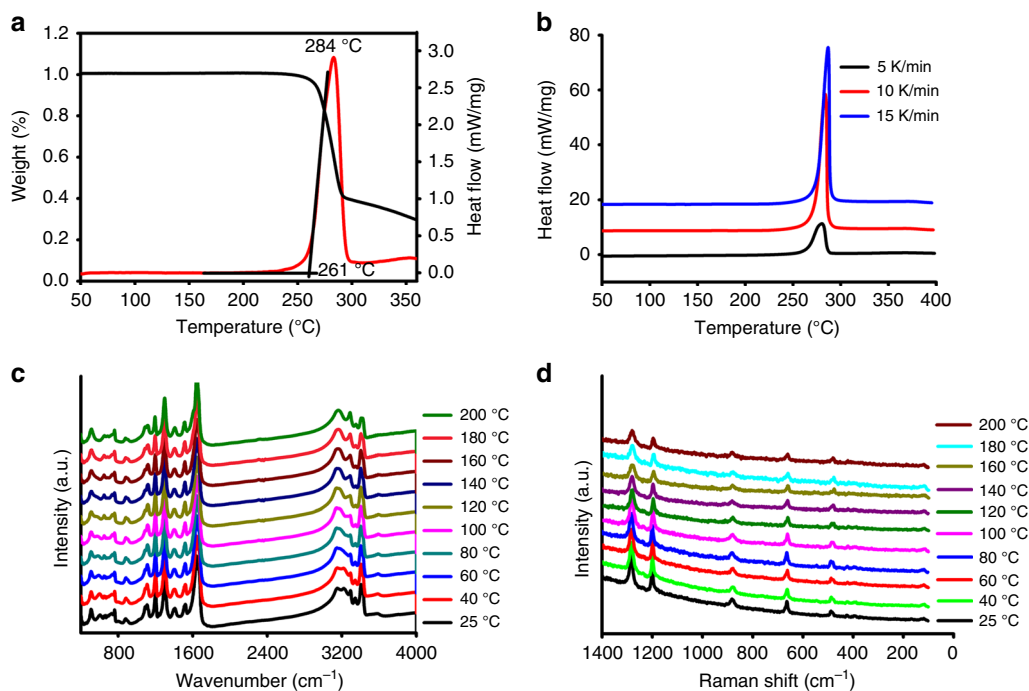 a
1.2
1.0
0.8
0.6
0.4
0.2
0.0
Weight (%)
284 °C
261 °C
3.0
2.5
2.0
1.5
1.0
0.5
0.0
Heat flow (mW/mg)
50 100 150 200 250 300 350
Temperature (°C)
b
80
60
40
20
0
Heat flow (mW/mg)
5 K/min
10 K/min
15 K/min
50 100 150 200 250 300 350 400
Temperature (°C)
c
Intensity (a.u.)
200 °C
180 °C
160 °C
140 °C
120 °C
100 °C
80 °C
60 °C
40 °C
25 °C
800 1600 2400 3200 4000
Wavenumber (cm⁻¹)
d
Intensity (a.u.)
200 °C
180 °C
160 °C
140 °C
120 °C
100 °C
80 °C
60 °C
40 °C
25 °C
1400 1200 1000 800 600 400 200 0
Raman shift (cm⁻¹)